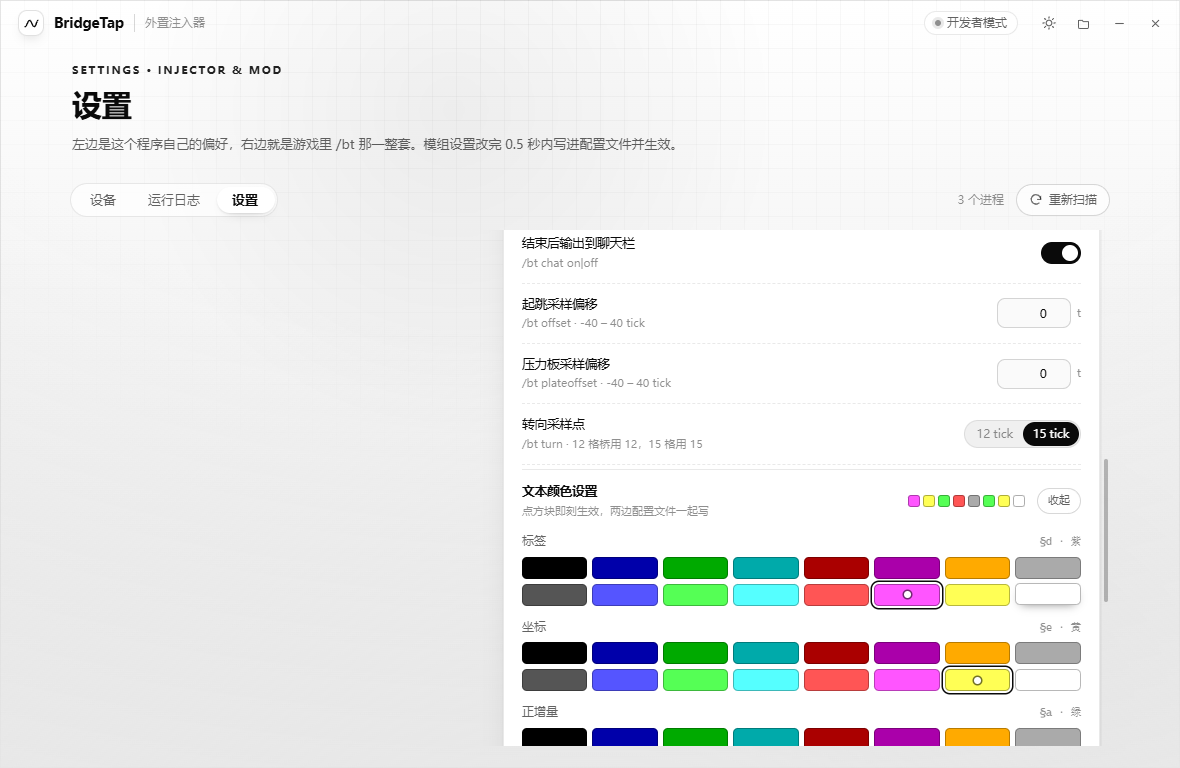 BridgeTap 外置注入器
开发者模式
SETTINGS • INJECTOR & MOD
设置
左边是这个程序自己的偏好，右边就是游戏里 /bt 那一整套。模组设置改完 0.5 秒内写进配置文件并生效。
设备 运行日志 设置
3 个进程 重新扫描
结束后输出到聊天栏
/bt chat on|off
起跳采样偏移
/bt offset · -40 – 40 tick
0 t
压力板采样偏移
/bt plateoffset · -40 – 40 tick
0 t
转向采样点
/bt turn · 12 格桥用 12，15 格用 15
12 tick 15 tick
文本颜色设置
点方块即刻生效，两边配置文件一起写
收起
标签 §d · 紫
坐标 §e · 黄
正增量 §a · 绿